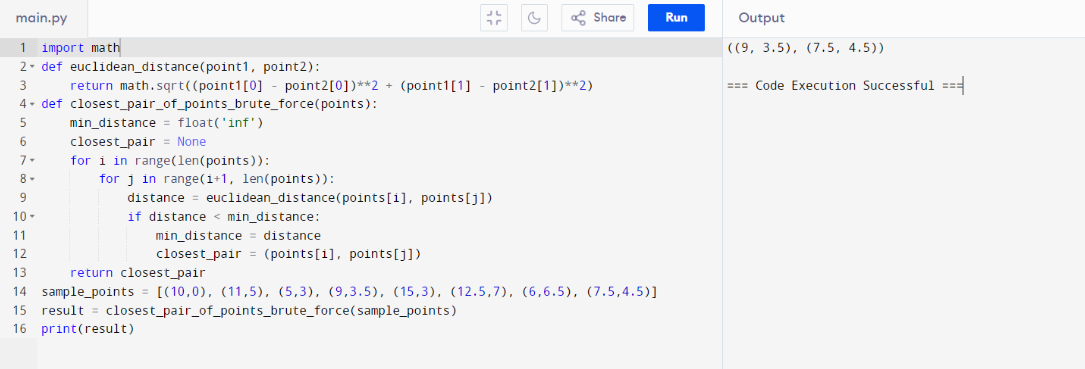 main.py
Share
Run
Output
1 import math
2 def euclidean_distance(point1, point2):
3     return math.sqrt((point1[0] - point2[0])**2 + (point1[1] - point2[1])**2)
4 def closest_pair_of_points_brute_force(points):
5     min_distance = float('inf')
6     closest_pair = None
7     for i in range(len(points)):
8         for j in range(i+1, len(points)):
9             distance = euclidean_distance(points[i], points[j])
10             if distance < min_distance:
11                 min_distance = distance
12                 closest_pair = (points[i], points[j])
13     return closest_pair
14 sample_points = [(10,0), (11,5), (5,3), (9,3.5), (15,3), (12.5,7), (6,6.5), (7.5,4.5)]
15 result = closest_pair_of_points_brute_force(sample_points)
16 print(result)
((9, 3.5), (7.5, 4.5))
=== Code Execution Successful ===